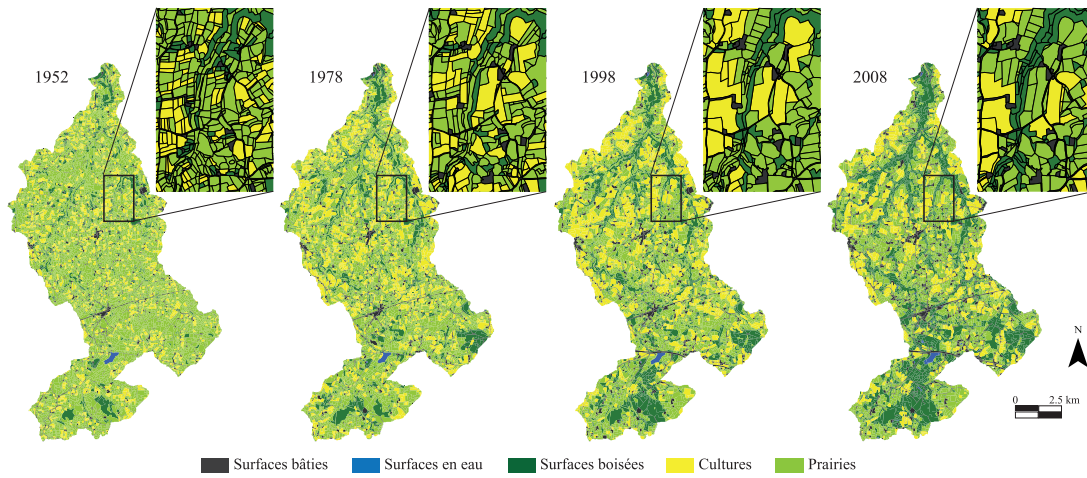 1952
1978
1998
2008
N
0 2.5 km
Surfaces bâties
Surfaces en eau
Surfaces boisées
Cultures
Prairies